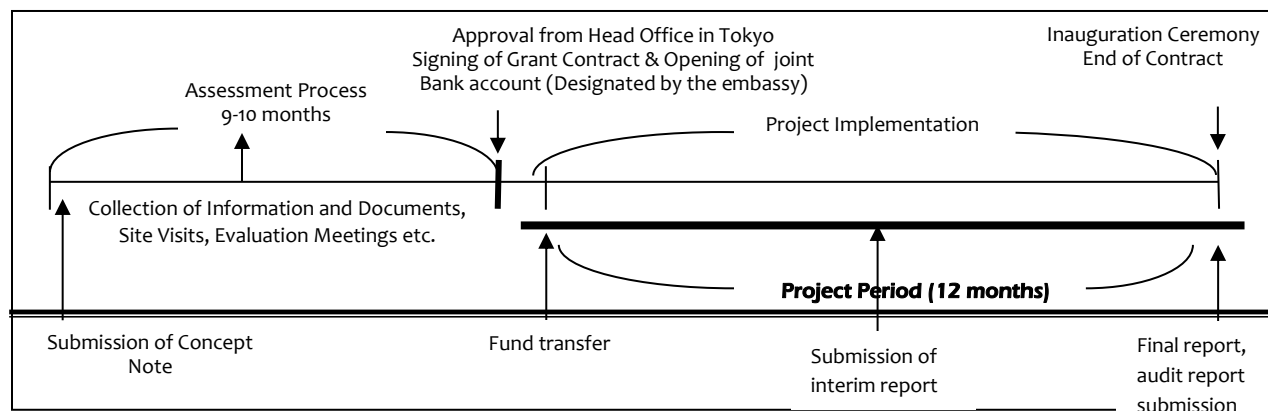 Approval from Head Office in Tokyo
Signing of Grant Contract & Opening of joint
Bank account (Designated by the embassy)
Inauguration Ceremony
End of Contract
Assessment Process
9-10 months
Project Implementation
Collection of Information and Documents,
Site Visits, Evaluation Meetings etc.
Project Period (12 months)
Submission of Concept
Note
Fund transfer
Submission of
interim report
Final report,
audit report
submission